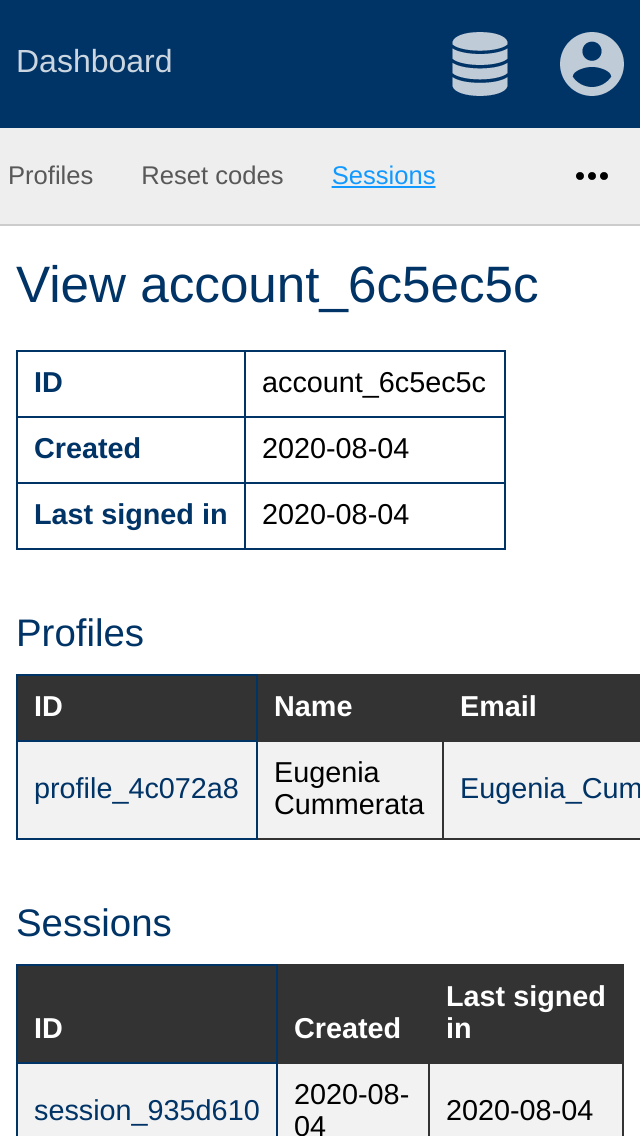 Dashboard
Profiles Reset codes Sessions
View account_6c5ec5c
ID account_6c5ec5c
Created 2020-08-04
Last signed in 2020-08-04
Profiles
ID Name Email
profile_4c072a8 Eugenia Cummerata Eugenia_Cum
Sessions
ID Created Last signed in
session_935d610 2020-08-04 2020-08-04